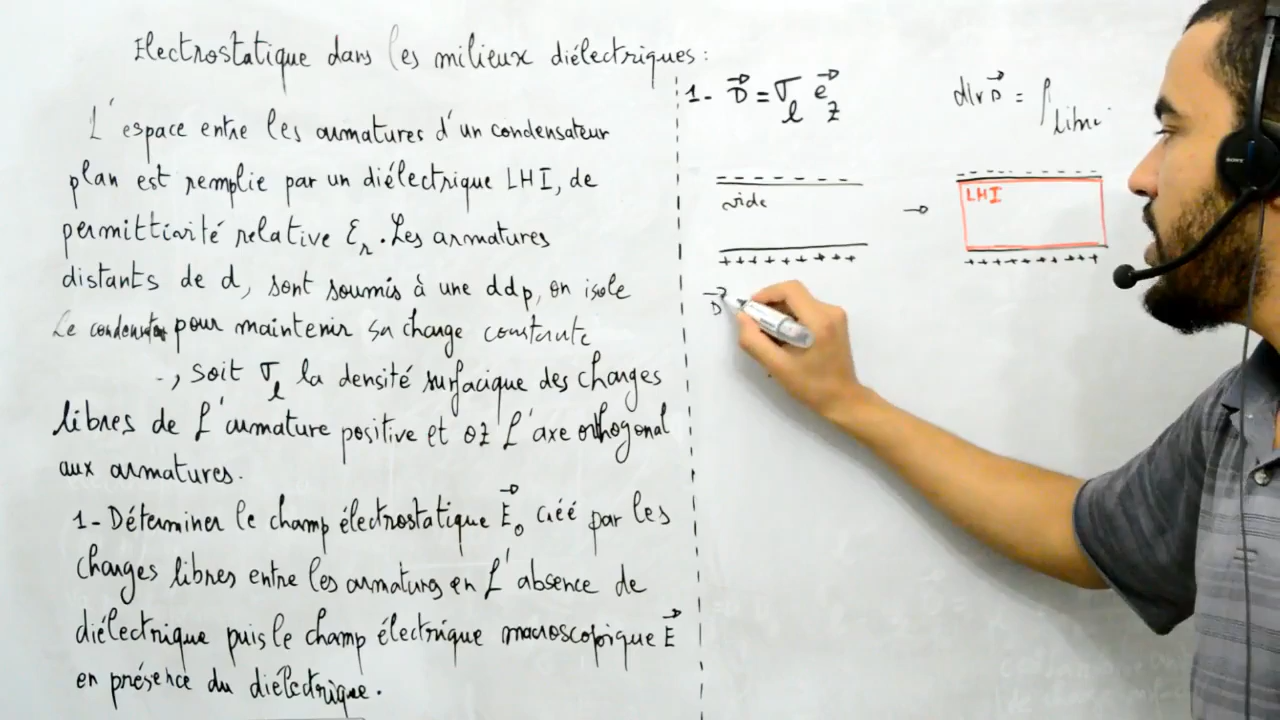 Electrostatique dans les milieux diélectriques :
L'espace entre les armatures d'un condensateur
plan est remplie par un diélectrique LHI, de
permittivité relative εr. Les armatures
distants de d, sont soumis à une ddp, on isole
Le condensateur pour maintenir sa charge constante
, soit σl la densité surfacique des charges
libres de L'armature positive et OZ L'axe orthogonal
aux armatures.
1- Déterminer le champ électrostatique E⃗0 créé par les
charges libres entre les armatures en L'absence de
diélectrique puis le champ électrique macroscopique E⃗
en présence du diélectrique.
1- D⃗ = σl e⃗z
div D⃗ = ρlibre
- - - - - - - -
vide
+ + + + + + + + +
→
- - - - - - - -
LHI
+ + + + + + + + +
D⃗
SONY